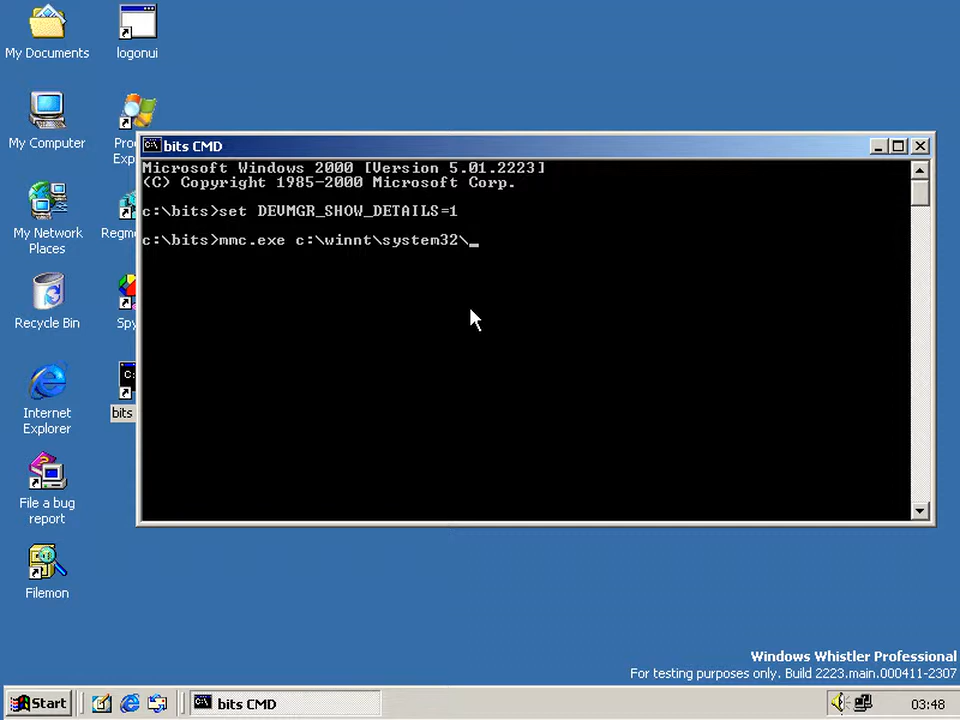 My Documents
logonui
My Computer
Proc
Exp
My Network
Places
Regm
Recycle Bin
Spy
Internet
Explorer
bits
File a bug
report
Filemon
bits CMD
Microsoft Windows 2000 [Version 5.01.2223]
(C) Copyright 1985-2000 Microsoft Corp.
c:\bits>set DEVMGR_SHOW_DETAILS=1
c:\bits>mmc.exe c:\winnt\system32\_
Windows Whistler Professional
For testing purposes only. Build 2223.main.000411-2307
Start
bits CMD
03:48